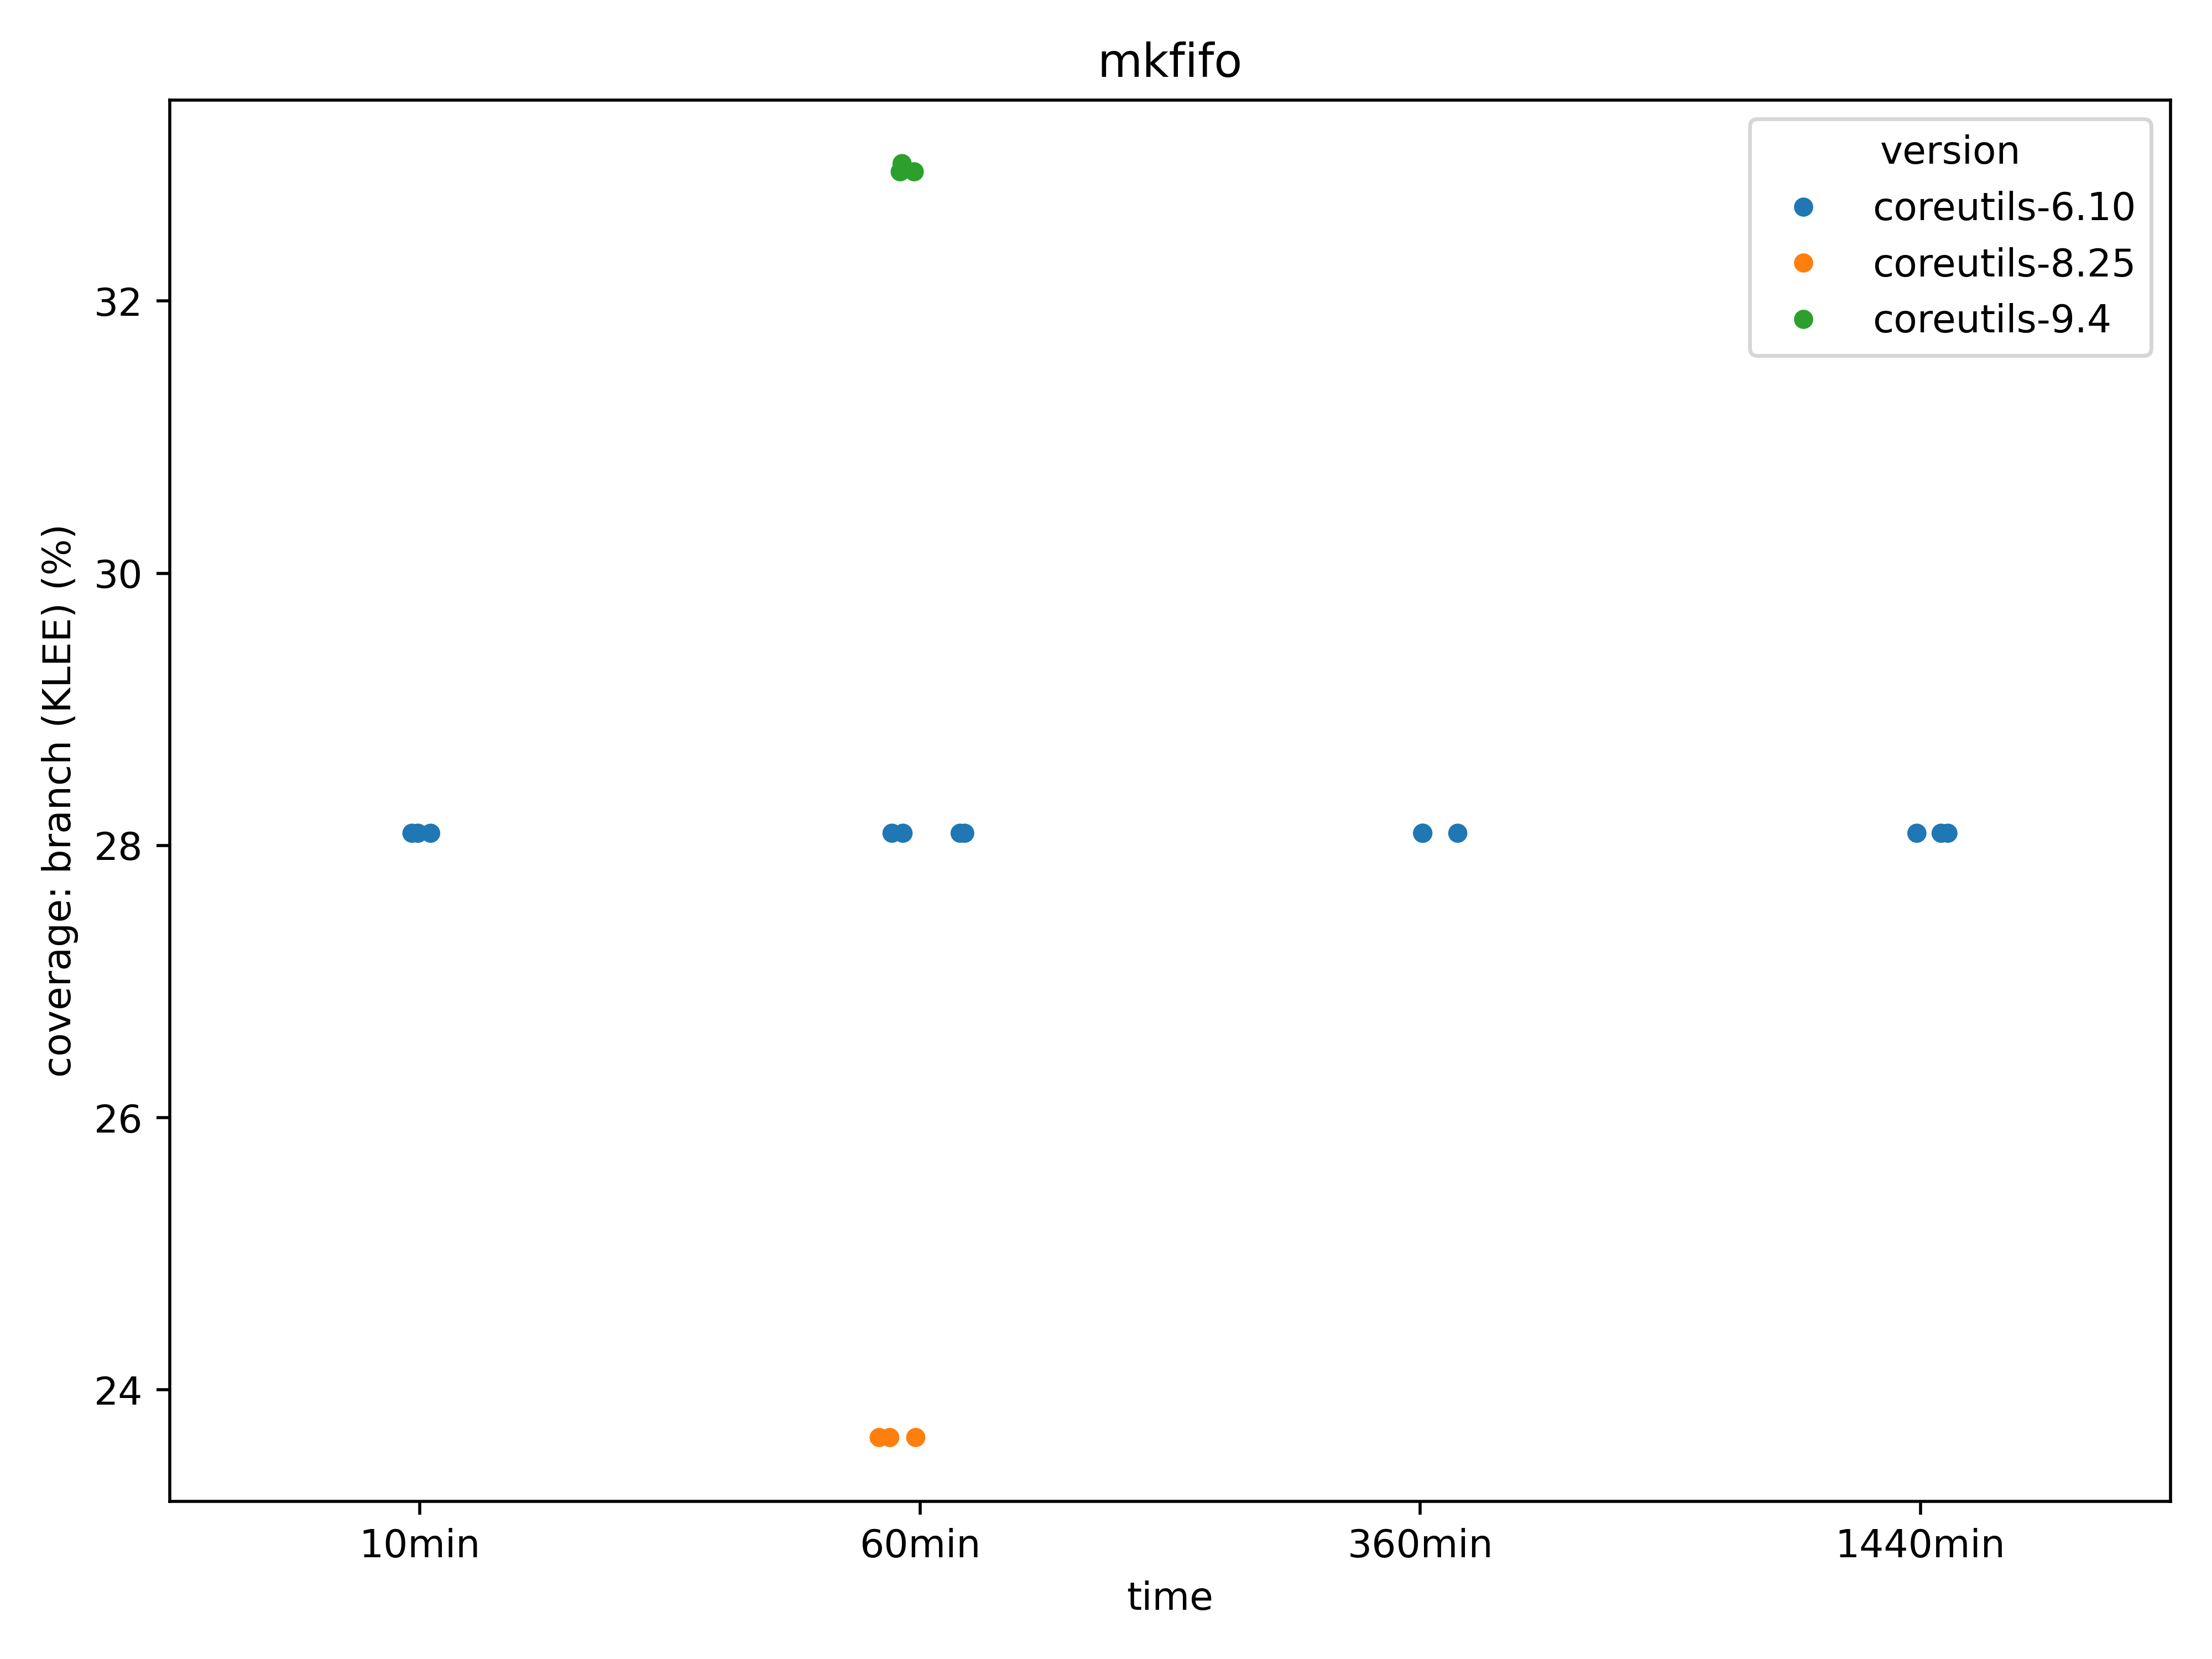 mkfifo
version
coreutils-6.10
coreutils-8.25
coreutils-9.4
coverage: branch (KLEE) (%)
32
30
28
26
24
10min
60min
360min
1440min
time